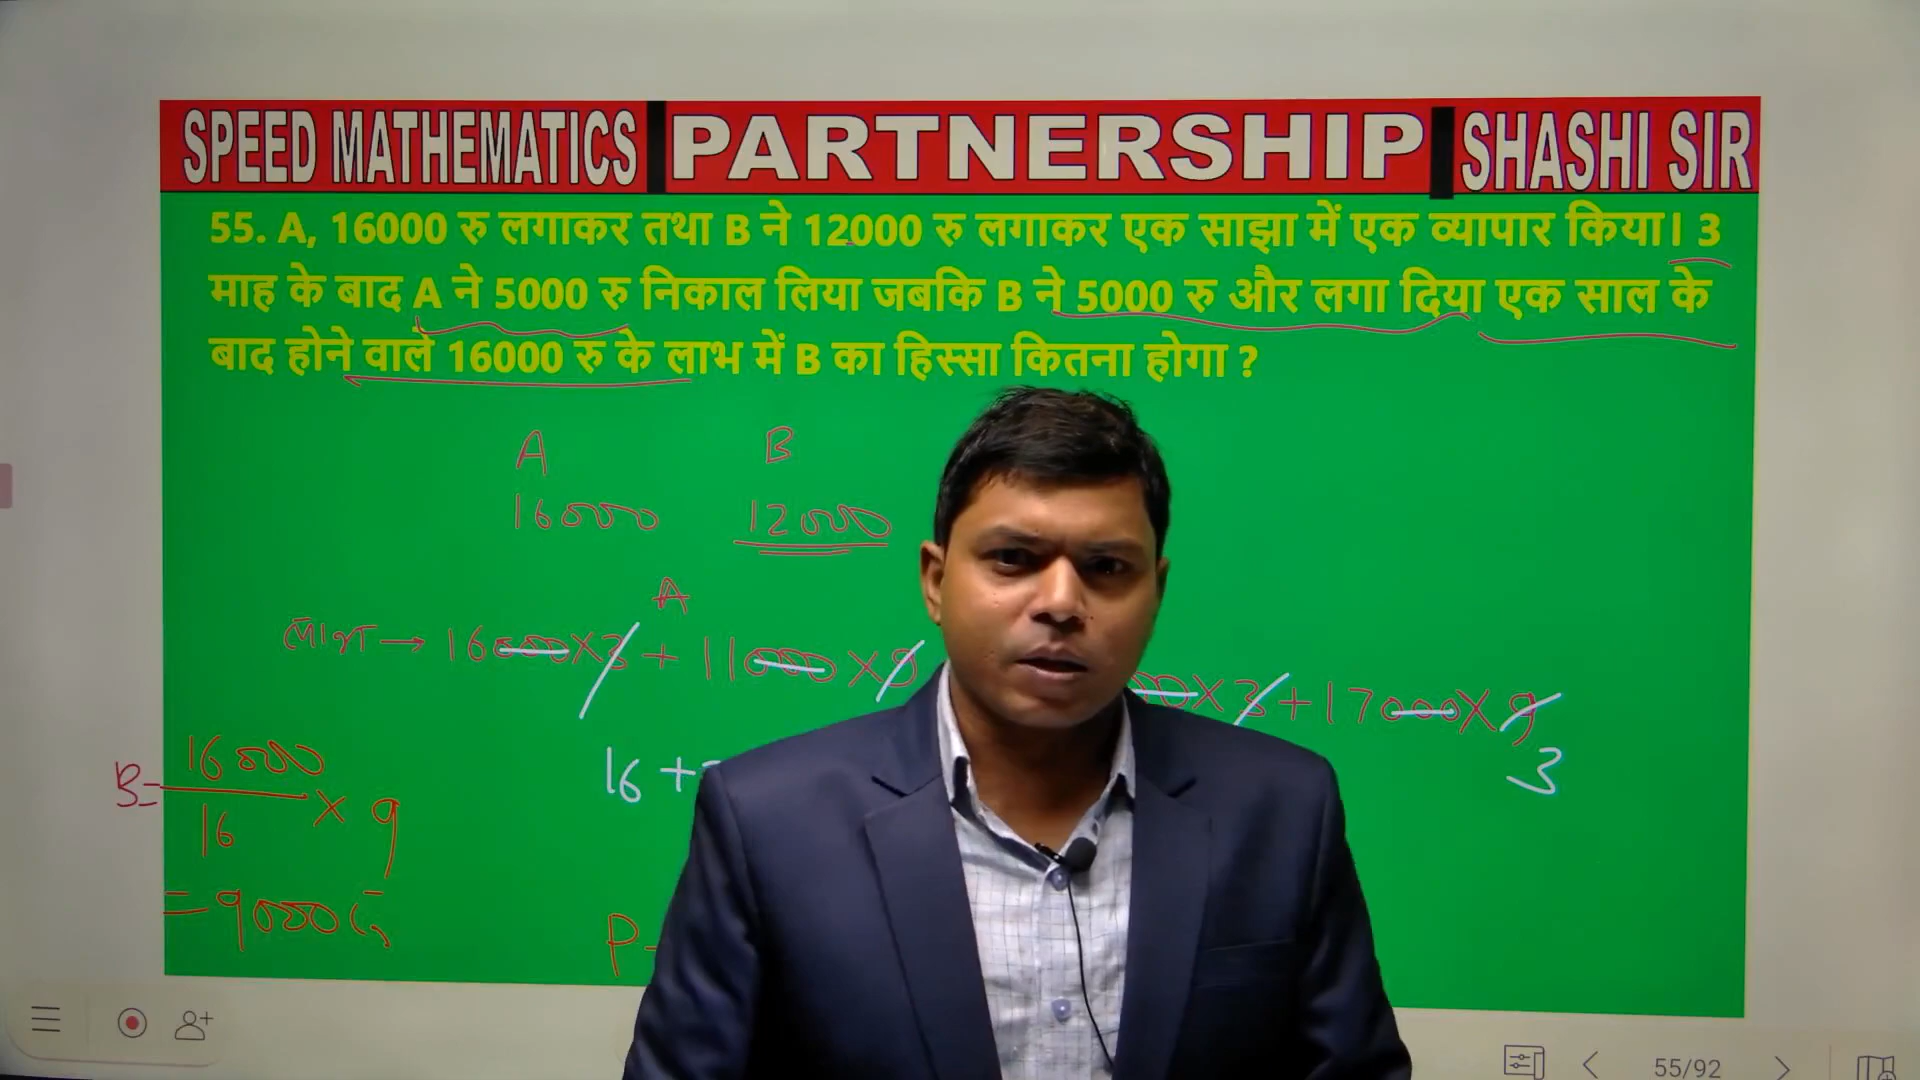 SPEED MATHEMATICS PARTNERSHIP SHASHI SIR
55. A, 16000 रु लगाकर तथा B ने 12000 रु लगाकर एक साझा में एक व्यापार किया। 3
माह के बाद A ने 5000 रु निकाल लिया जबकि B ने 5000 रु और लगा दिया एक साल के
बाद होने वाले 16000 रु के लाभ में B का हिस्सा कितना होगा ?
A B
16000 12000
A
→ 16000×3 + 11000×9 00×3+17000×9
16+ 3
B- 16000
16 × 9
=9000
P-
55/92